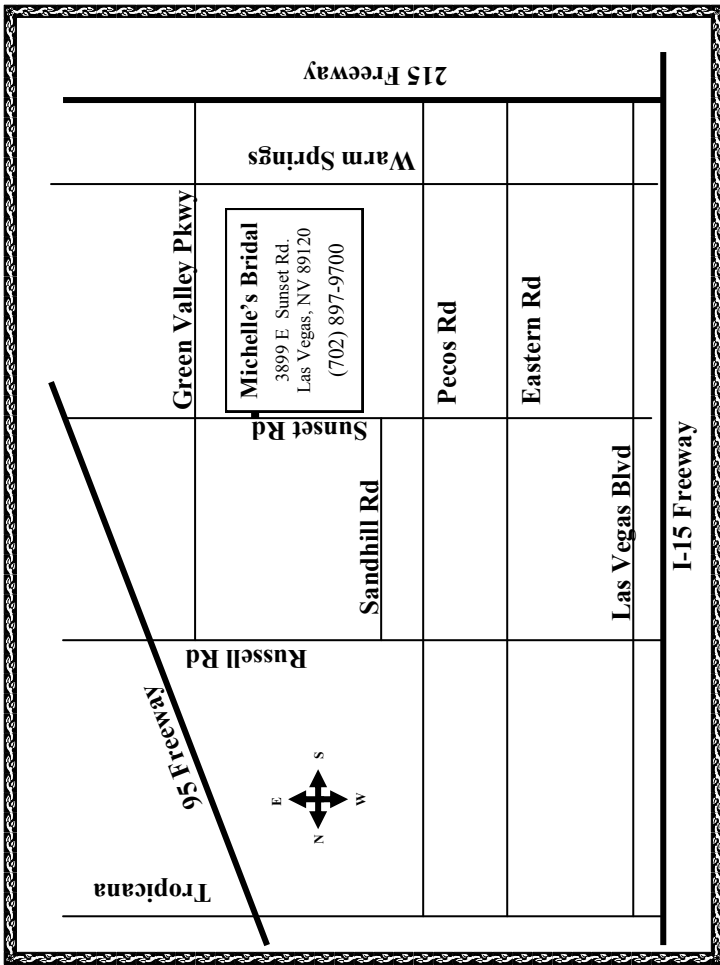 215 Freeway
Warm Springs
Green Valley Pkwy
Michelle's Bridal
3899 E Sunset Rd.
Las Vegas, NV 89120
(702) 897-9700
Pecos Rd
Eastern Rd
Sunset Rd
Sandhill Rd
Las Vegas Blvd
I-15 Freeway
Russell Rd
95 Freeway
E
S
N
W
Tropicana